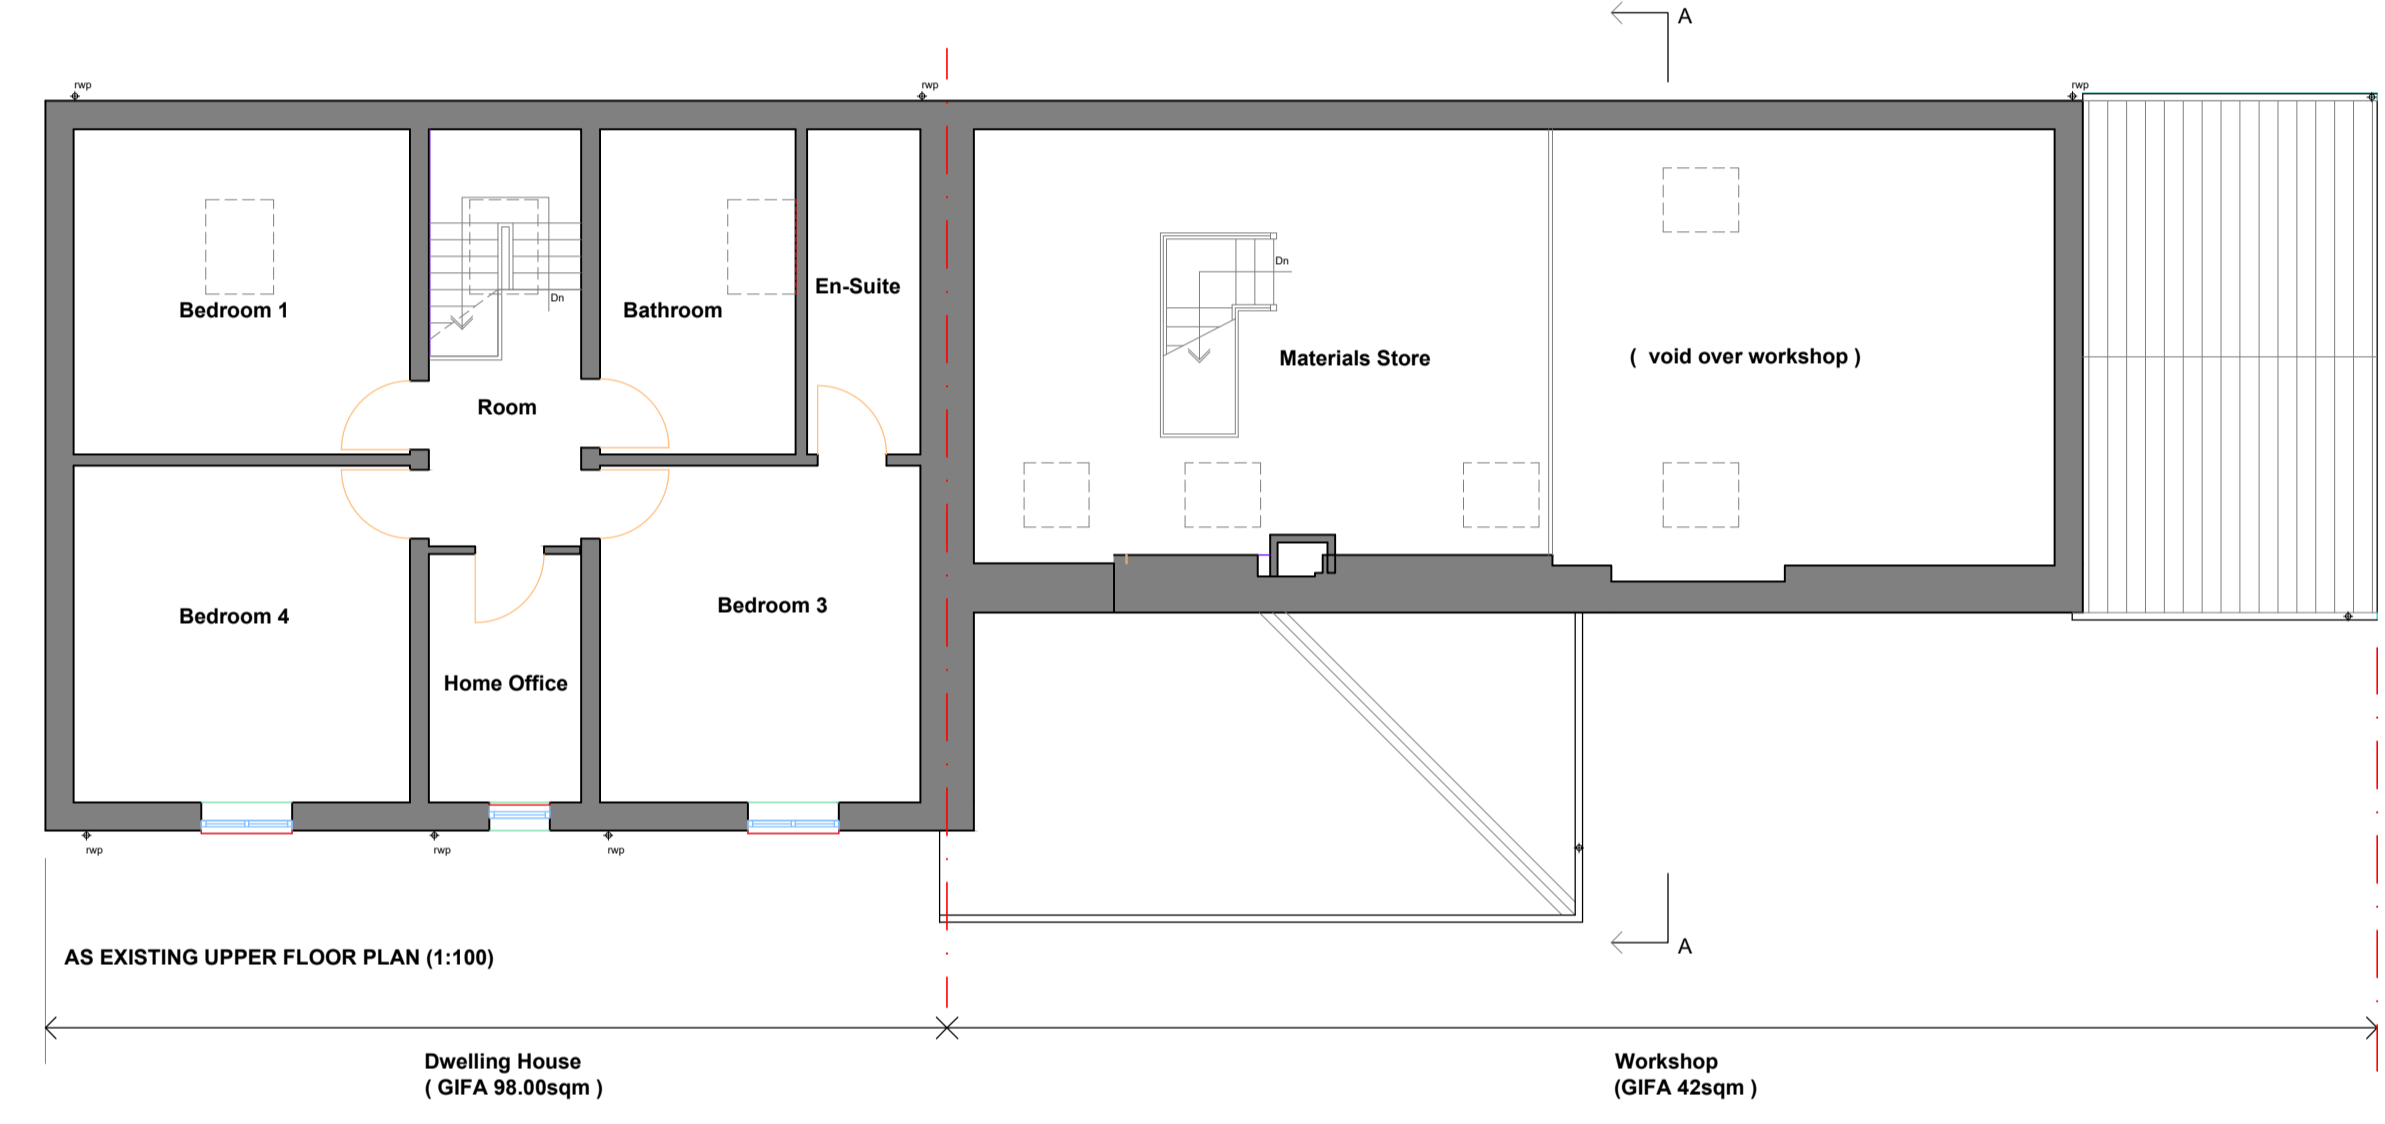 A
rwp
rwp
rwp
Dn
Dn
En-Suite
Bedroom 1
Bathroom
Materials Store
( void over workshop )
Room
Bedroom 4
Bedroom 3
Home Office
rwp
rwp
rwp
A
AS EXISTING UPPER FLOOR PLAN (1:100)
Dwelling House
( GIFA 98.00sqm )
Workshop
(GIFA 42sqm )